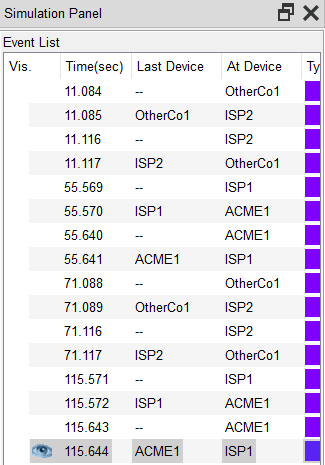 Simulation Panel
Event List
Vis. Time(sec) Last Device At Device Ty
11.084 -- OtherCo1
11.085 OtherCo1 ISP2
11.116 -- ISP2
11.117 ISP2 OtherCo1
55.569 -- ISP1
55.570 ISP1 ACME1
55.640 -- ACME1
55.641 ACME1 ISP1
71.088 -- OtherCo1
71.089 OtherCo1 ISP2
71.116 -- ISP2
71.117 ISP2 OtherCo1
115.571 -- ISP1
115.572 ISP1 ACME1
115.643 -- ACME1
115.644 ACME1 ISP1